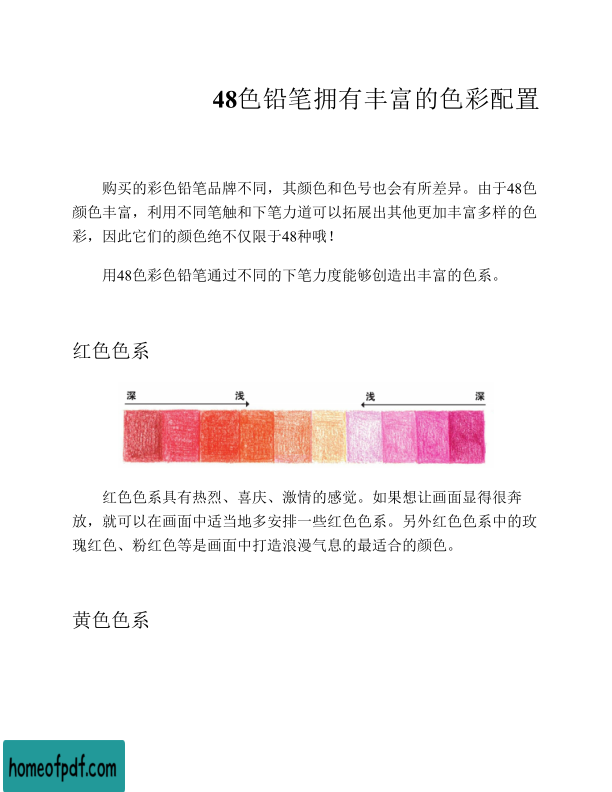 48色铅笔拥有丰富的色彩配置
购买的彩色铅笔品牌不同，其颜色和色号也会有所差异。由于48色
颜色丰富，利用不同笔触和下笔力道可以拓展出其他更加丰富多样的色
彩，因此它们的颜色绝不仅限于48种哦！
用48色彩色铅笔通过不同的下笔力度能够创造出丰富的色系。
红色色系
深 浅 浅 深
红色色系具有热烈、喜庆、激情的感觉。如果想让画面显得很奔
放，就可以在画面中适当地多安排一些红色色系。另外红色色系中的玫
瑰红色、粉红色等是画面中打造浪漫气息的最适合的颜色。
黄色色系
homeofpdf.com